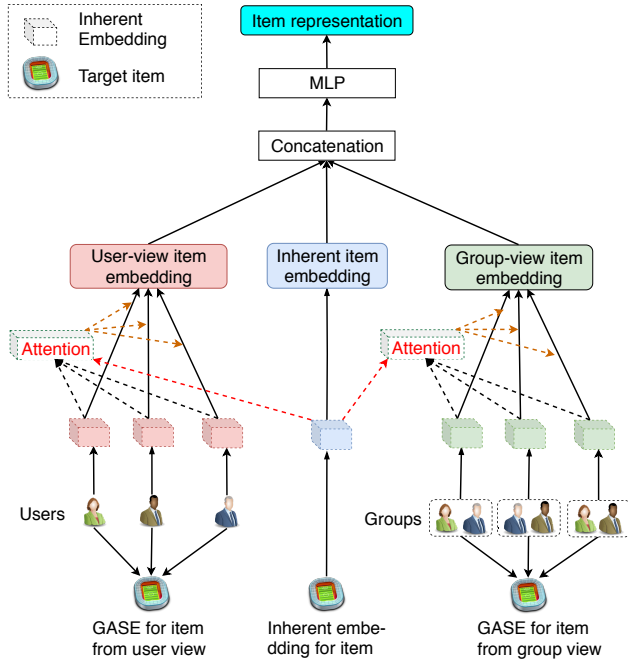 Inherent
Embedding
Target item
Item representation
MLP
Concatenation
User-view item
embedding
Inherent item
embedding
Group-view item
embedding
Attention
Attention
Users
Groups
GASE for item
from user view
Inherent embe-
dding for item
GASE for item
from group view